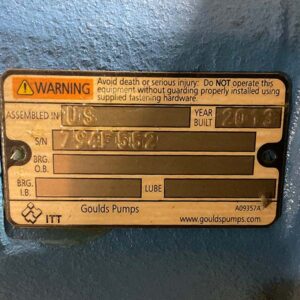 WARNING
Avoid death or serious injury: Do NOT operate this
equipment without guarding properly installed using
supplied fastening hardware.
ASSEMBLED IN U.S. YEAR BUILT 2013
S/N
BRG. O.B.
BRG. I.B. LUBE
Goulds Pumps
ITT www.gouldspumps.com
A09357A